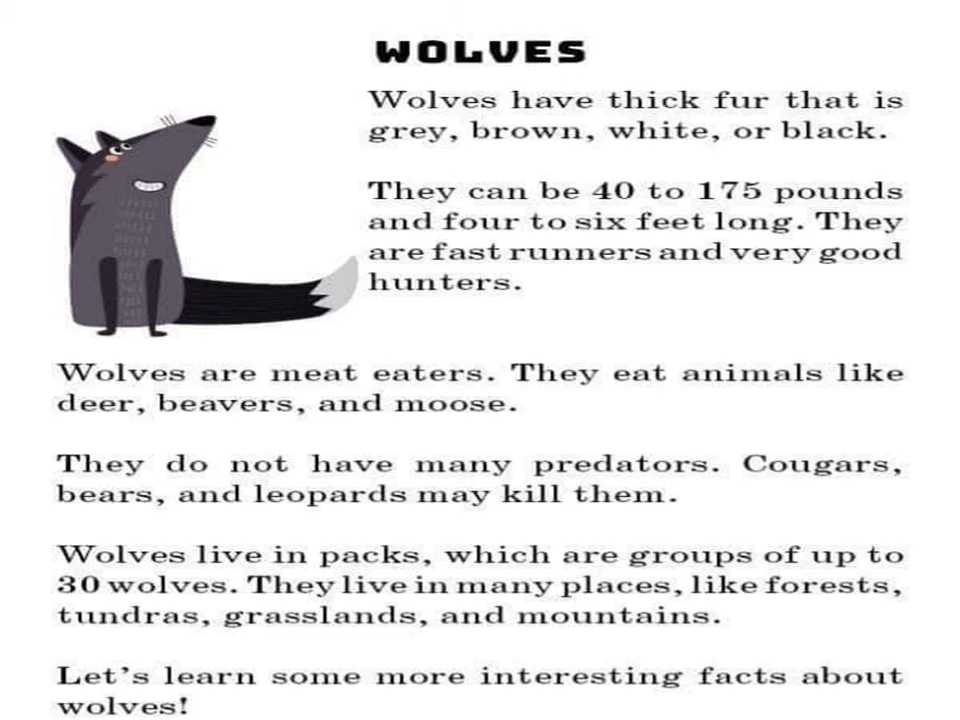 WOLVES
Wolves have thick fur that is
grey, brown, white, or black.
They can be 40 to 175 pounds
and four to six feet long. They
are fast runners and very good
hunters.
Wolves are meat eaters. They eat animals like
deer, beavers, and moose.
They do not have many predators. Cougars,
bears, and leopards may kill them.
Wolves live in packs, which are groups of up to
30 wolves. They live in many places, like forests,
tundras, grasslands, and mountains.
Let's learn some more interesting facts about
wolves!